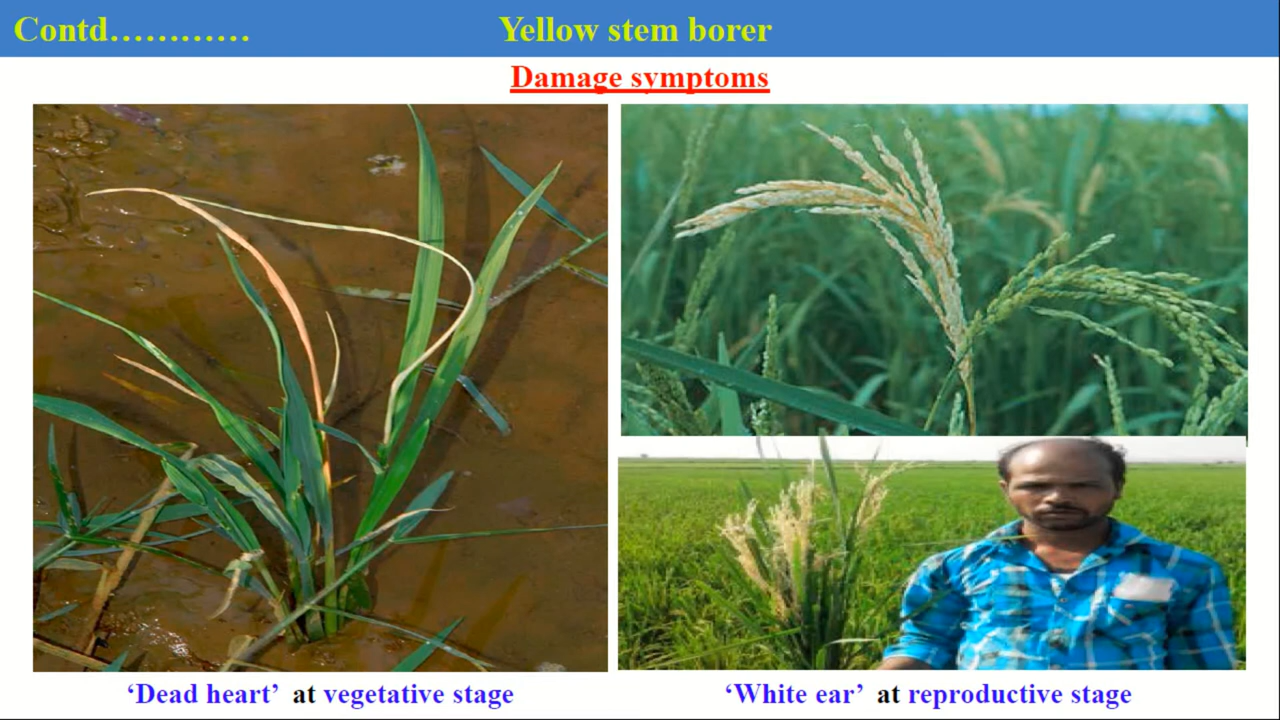 Contd………… Yellow stem borer
Damage symptoms
‘Dead heart’ at vegetative stage
‘White ear’ at reproductive stage